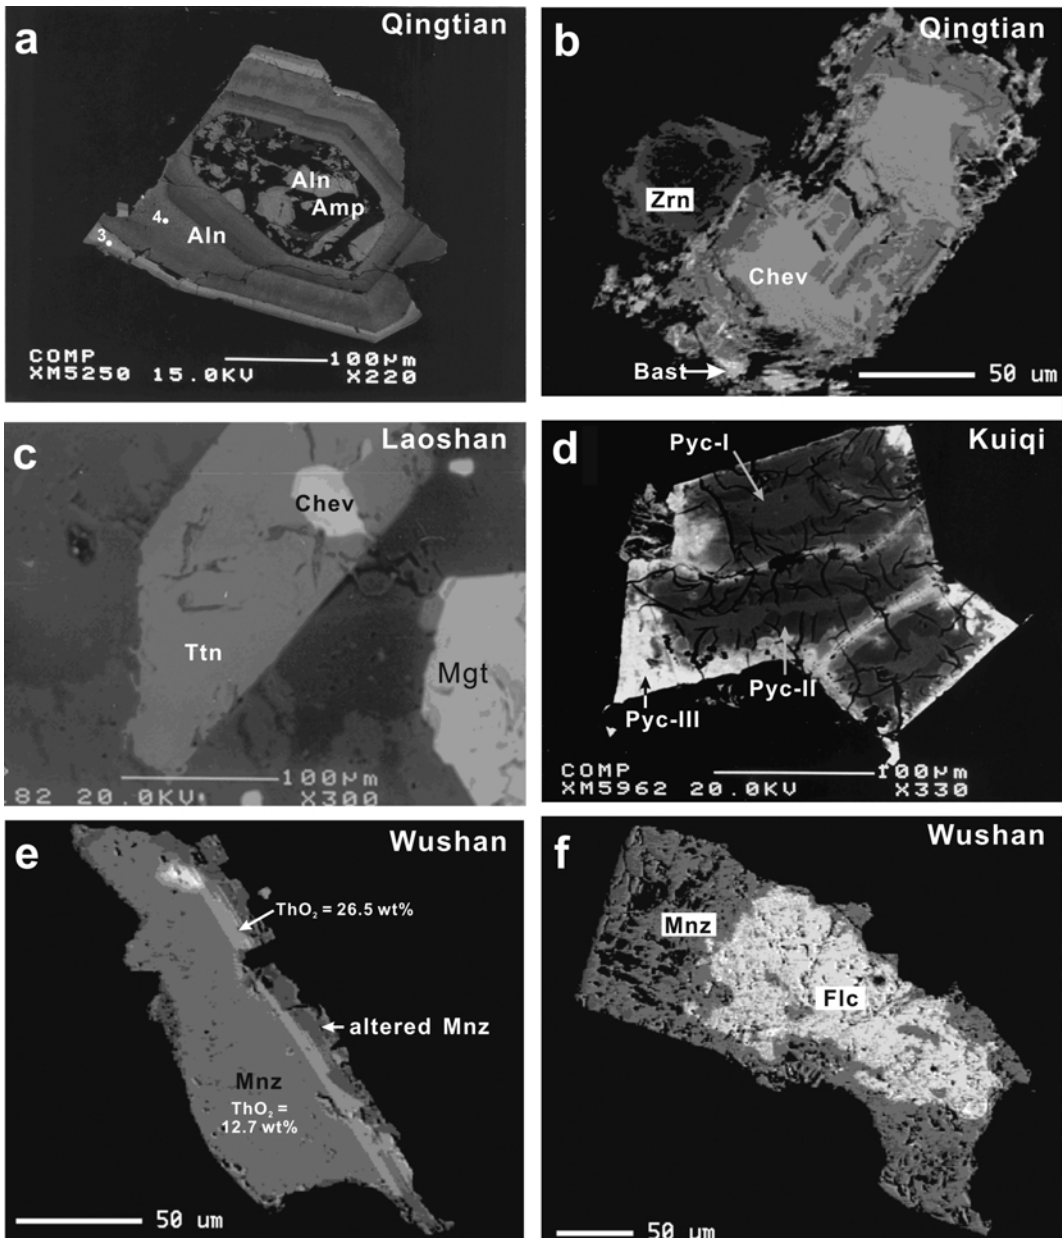 a
Qingtian
Aln
Amp
4
Aln
3
COMP
100μm
XM5250 15.0KV X220
b
Qingtian
Zrn
Chev
Bast
50 um
c
Laoshan
Chev
Ttn
Mgt
100μm
.82 20.0KV X300
d
Kuiqi
Pyc-I
Pyc-II
Pyc-III
COMP
100μm
XM5962 20.0KV X330
e
Wushan
ThO₂ = 26.5 wt%
altered Mnz
Mnz
ThO₂ =
12.7 wt%
50 um
f
Wushan
Mnz
Flc
50 um